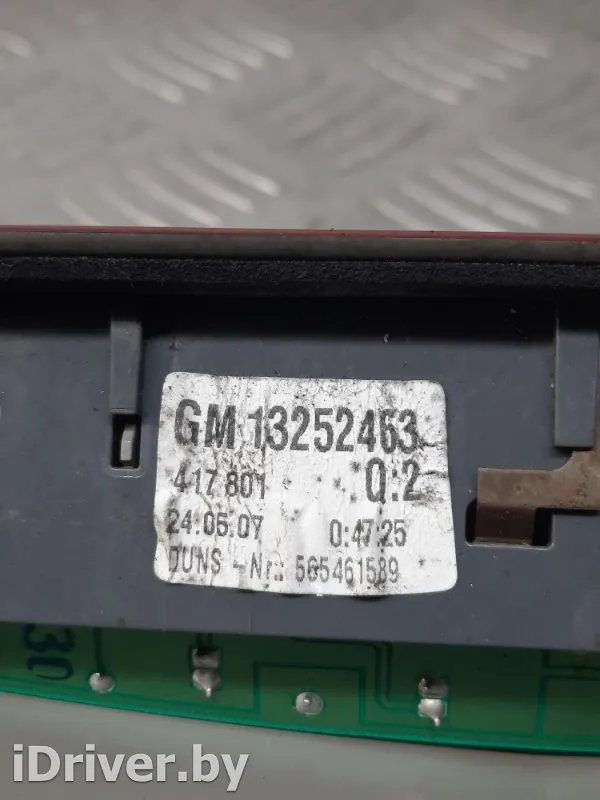 GM 13252463
417 801 Q:2
24.05.07 0:47:25
DUNS -Nr.: 565461589
30
iDriver.by